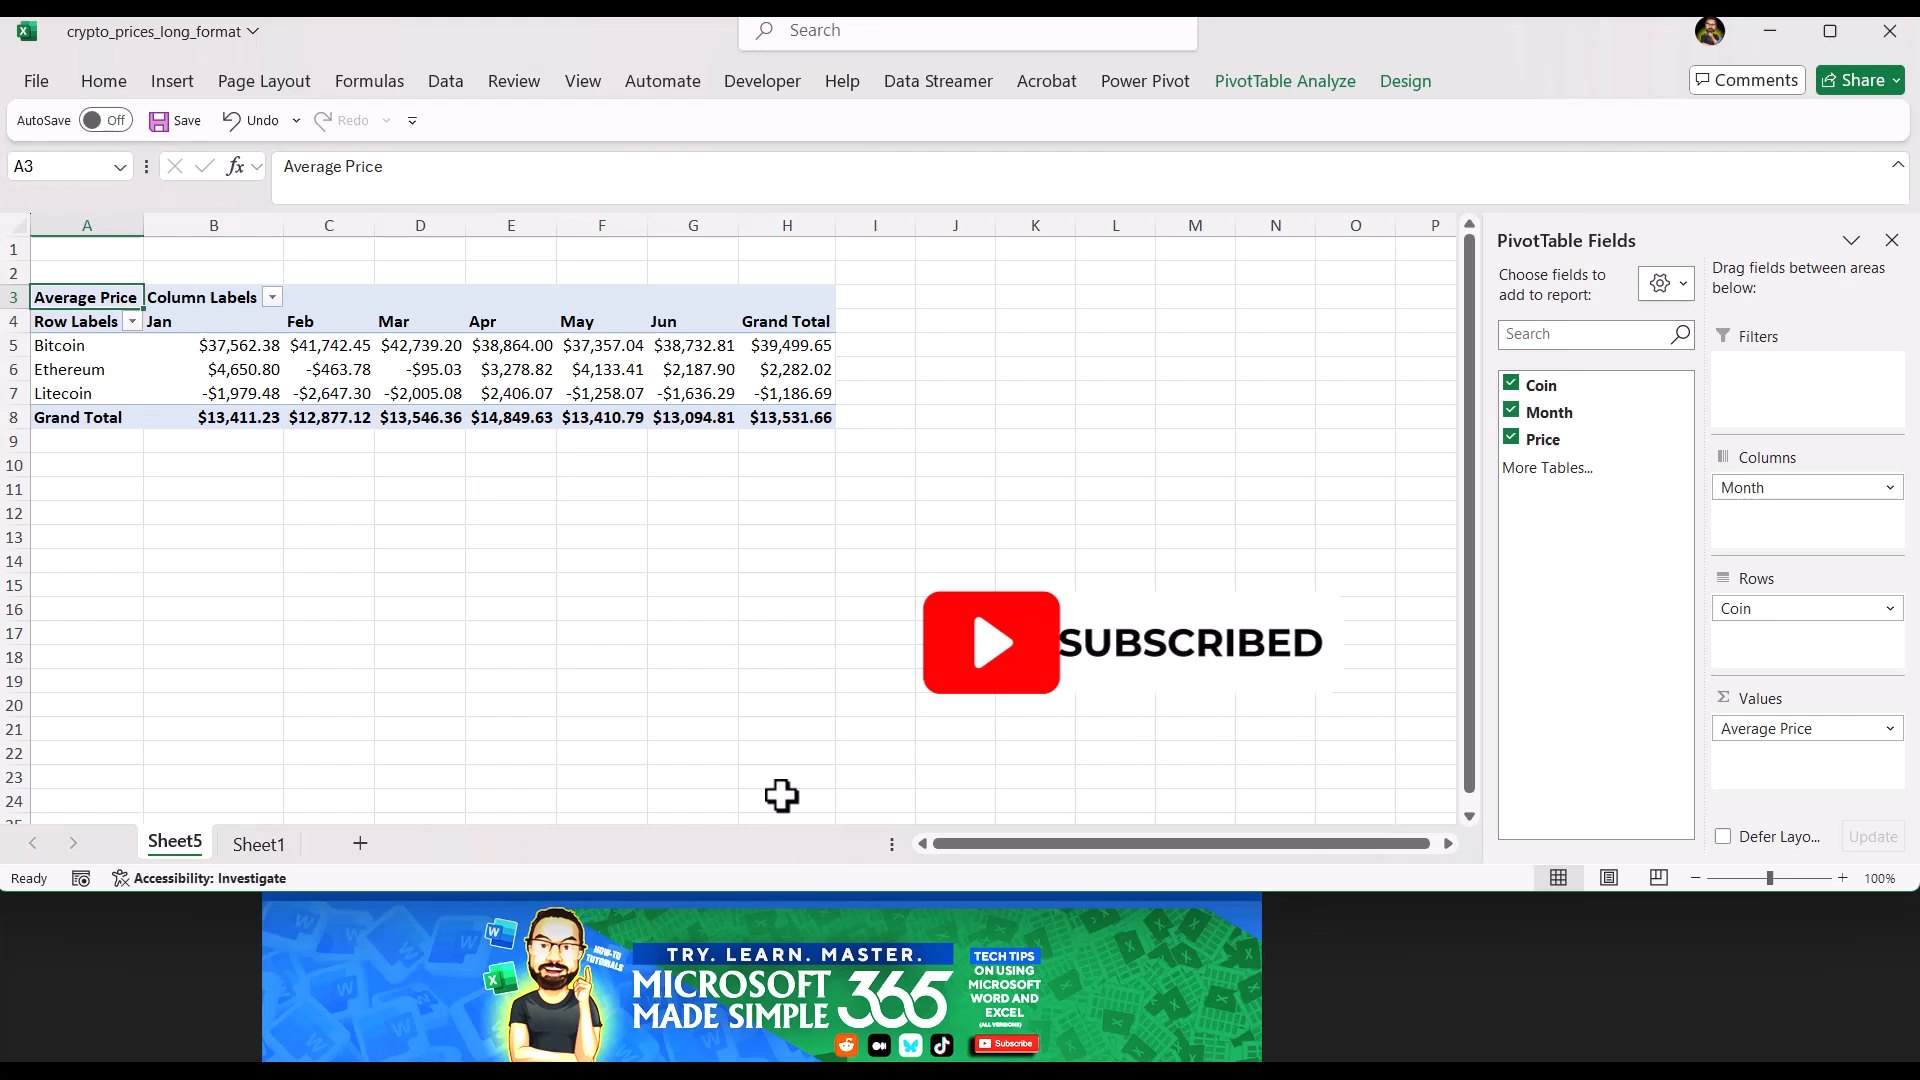 crypto_prices_long_format
Search
File Home Insert Page Layout Formulas Data Review View Automate Developer Help Data Streamer Acrobat Power Pivot PivotTable Analyze Design
Comments
Share
AutoSave Off Save Undo Redo
A3 fx Average Price
A B C D E F G H I J K L M N O P
1
2
3 Average Price Column Labels
4 Row Labels Jan Feb Mar Apr May Jun Grand Total
5 Bitcoin $37,562.38 $41,742.45 $42,739.20 $38,864.00 $37,357.04 $38,732.81 $39,499.65
6 Ethereum $4,650.80 -$463.78 -$95.03 $3,278.82 $4,133.41 $2,187.90 $2,282.02
7 Litecoin -$1,979.48 -$2,647.30 -$2,005.08 $2,406.07 -$1,258.07 -$1,636.29 -$1,186.69
8 Grand Total $13,411.23 $12,877.12 $13,546.36 $14,849.63 $13,410.79 $13,094.81 $13,531.66
9
10
11
12
13
14
15
16
17
18
19
20
21
22
23
24
25
SUBSCRIBED
PivotTable Fields
Choose fields to
add to report:
Search
Coin
Month
Price
More Tables...
Drag fields between areas
below:
Filters
Columns
Month
Rows
Coin
Σ Values
Average Price
Defer Layo...
Update
Sheet5 Sheet1
Ready
Accessibility: Investigate
100%
HOW-TO
TUTORIALS
TRY. LEARN. MASTER.
MICROSOFT
MADE SIMPLE
365
TECH TIPS
ON USING
MICROSOFT
WORD AND
EXCEL
(ALL VERSIONS)
Subscribe